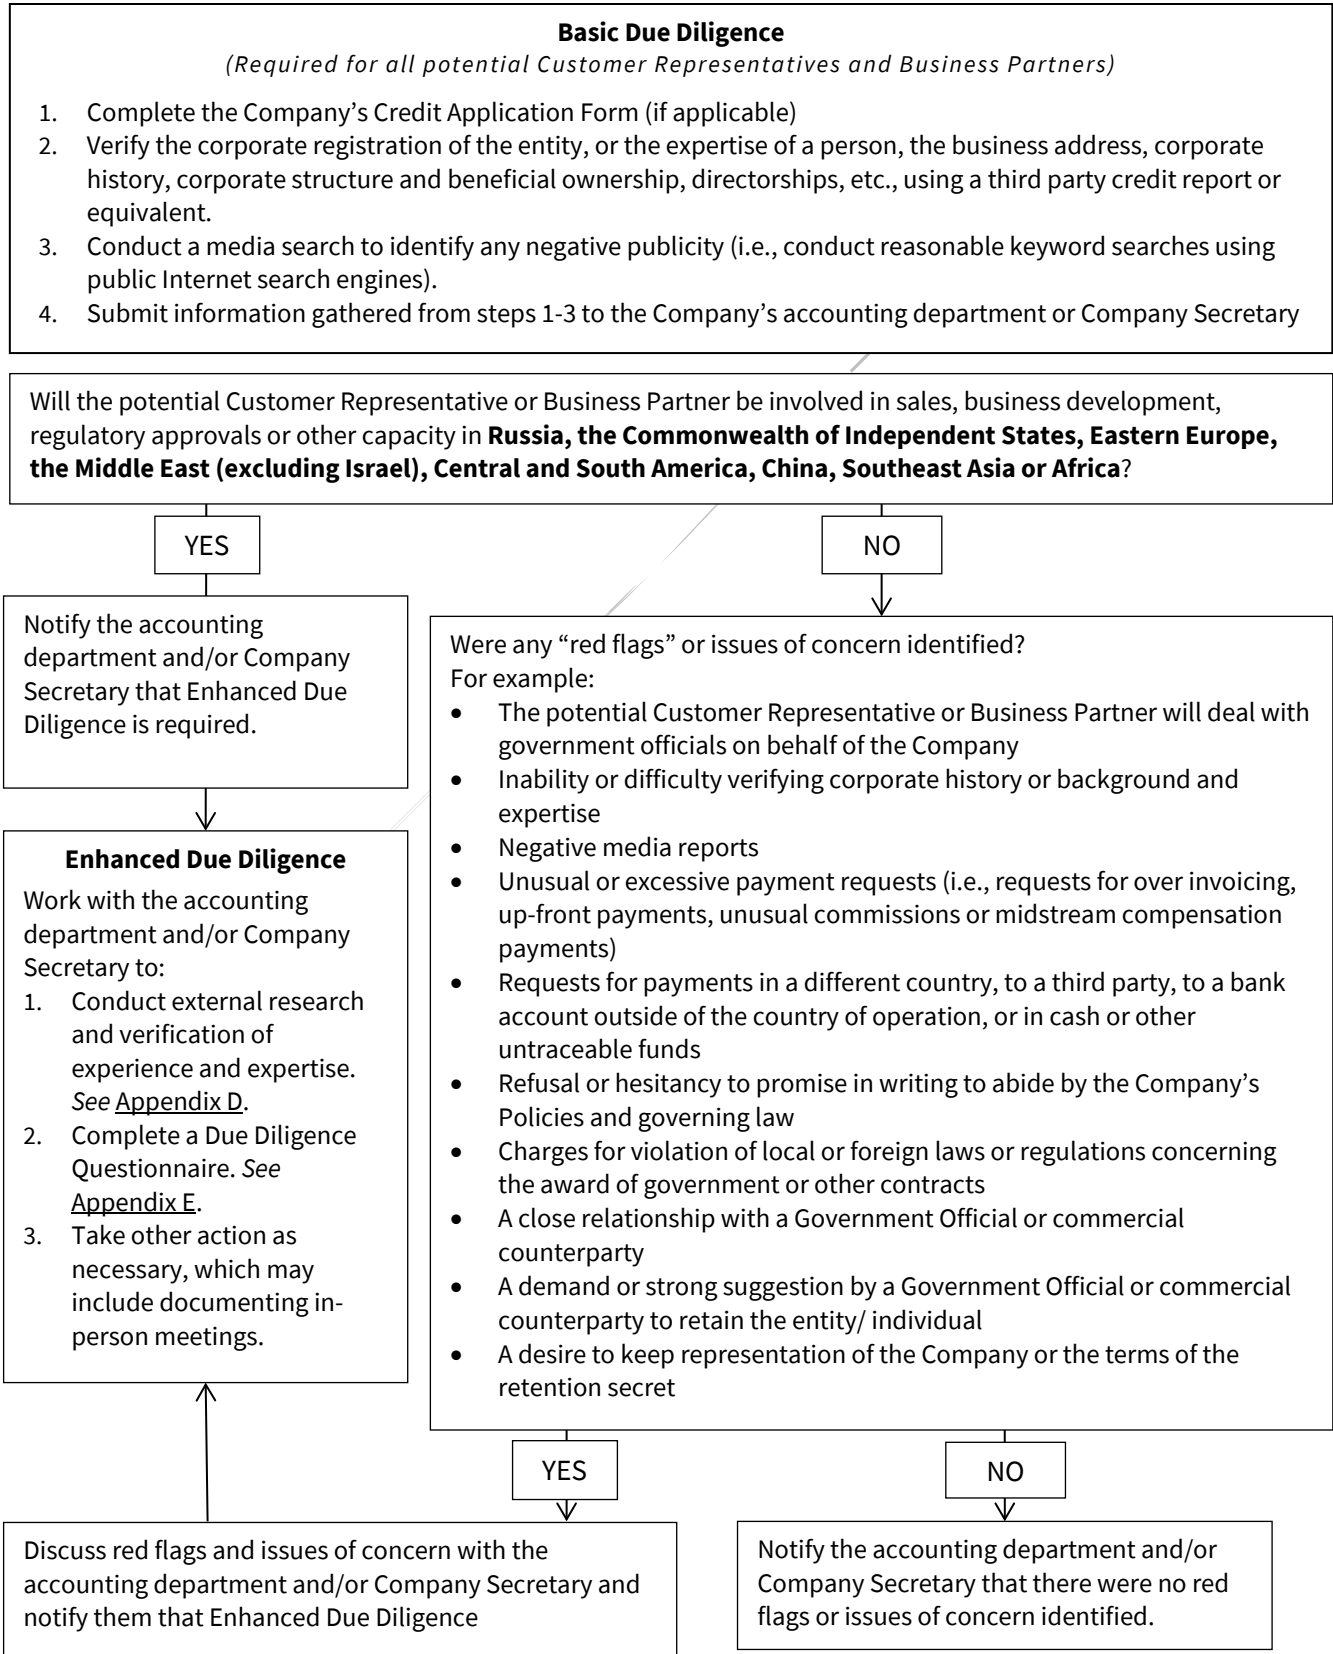 Basic Due Diligence
(Required for all potential Customer Representatives and Business Partners)
1. Complete the Company’s Credit Application Form (if applicable)
2. Verify the corporate registration of the entity, or the expertise of a person, the business address, corporate
history, corporate structure and beneficial ownership, directorships, etc., using a third party credit report or
equivalent.
3. Conduct a media search to identify any negative publicity (i.e., conduct reasonable keyword searches using
public Internet search engines).
4. Submit information gathered from steps 1-3 to the Company’s accounting department or Company Secretary
Will the potential Customer Representative or Business Partner be involved in sales, business development,
regulatory approvals or other capacity in Russia, the Commonwealth of Independent States, Eastern Europe,
the Middle East (excluding Israel), Central and South America, China, Southeast Asia or Africa?
YES
NO
Notify the accounting
department and/or Company
Secretary that Enhanced Due
Diligence is required.
Enhanced Due Diligence
Work with the accounting
department and/or Company
Secretary to:
1. Conduct external research
and verification of
experience and expertise.
See Appendix D.
2. Complete a Due Diligence
Questionnaire. See
Appendix E.
3. Take other action as
necessary, which may
include documenting in-
person meetings.
Were any “red flags” or issues of concern identified?
For example:
• The potential Customer Representative or Business Partner will deal with
government officials on behalf of the Company
• Inability or difficulty verifying corporate history or background and
expertise
• Negative media reports
• Unusual or excessive payment requests (i.e., requests for over invoicing,
up-front payments, unusual commissions or midstream compensation
payments)
• Requests for payments in a different country, to a third party, to a bank
account outside of the country of operation, or in cash or other
untraceable funds
• Refusal or hesitancy to promise in writing to abide by the Company’s
Policies and governing law
• Charges for violation of local or foreign laws or regulations concerning
the award of government or other contracts
• A close relationship with a Government Official or commercial
counterparty
• A demand or strong suggestion by a Government Official or commercial
counterparty to retain the entity/ individual
• A desire to keep representation of the Company or the terms of the
retention secret
YES
NO
Discuss red flags and issues of concern with the
accounting department and/or Company Secretary and
notify them that Enhanced Due Diligence
Notify the accounting department and/or
Company Secretary that there were no red
flags or issues of concern identified.